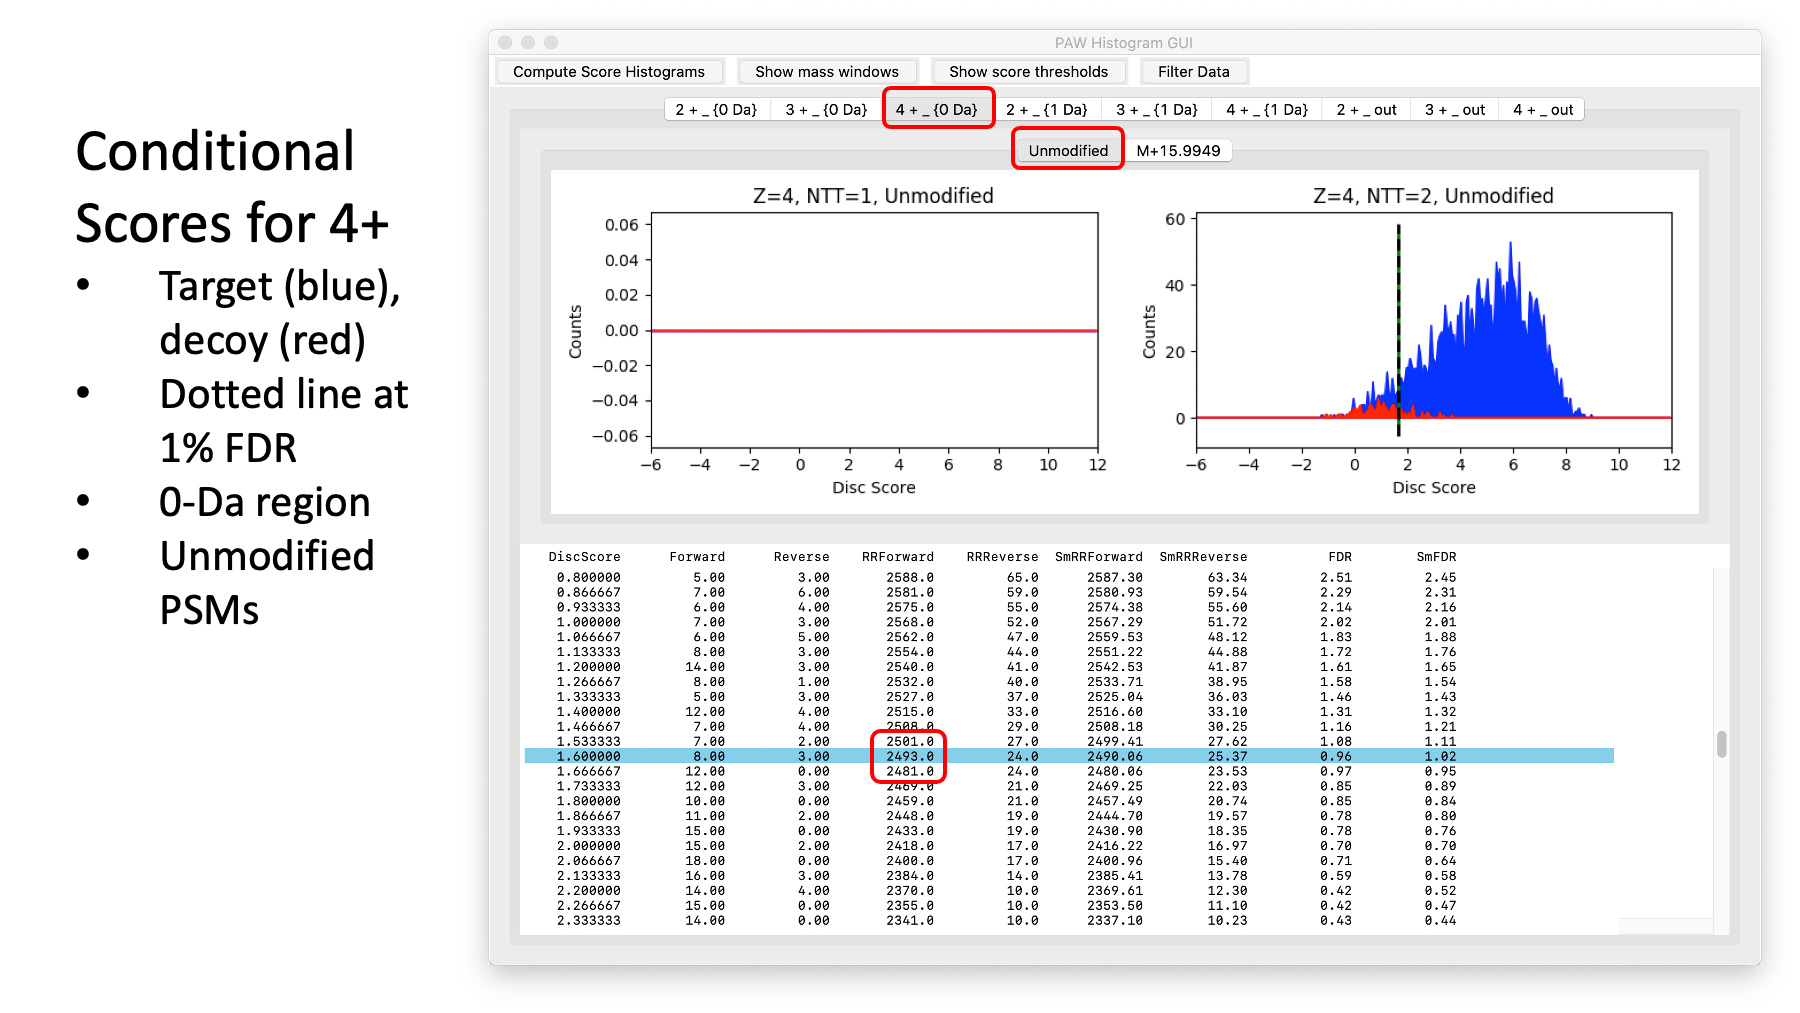 Conditional
Scores for 4+
• Target (blue),
decoy (red)
• Dotted line at
1% FDR
• 0-Da region
• Unmodified
PSMs
PAW Histogram GUI
Compute Score Histograms Show mass windows Show score thresholds Filter Data
2 + _ {0 Da} 3 + _ {0 Da} 4 + _ {0 Da} 2 + _ {1 Da} 3 + _ {1 Da} 4 + _ {1 Da} 2 + _ out 3 + _ out 4 + _ out
Unmodified M+15.9949
Z=4, NTT=1, Unmodified
Counts
0.06
0.04
0.02
0.00
−0.02
−0.04
−0.06
−6 −4 −2 0 2 4 6 8 10 12
Disc Score
Z=4, NTT=2, Unmodified
Counts
60
40
20
0
−6 −4 −2 0 2 4 6 8 10 12
Disc Score
DiscScore Forward Reverse RRForward RRReverse SmRRForward SmRRReverse FDR SmFDR
0.800000 5.00 3.00 2588.0 65.0 2587.30 63.34 2.51 2.45
0.866667 7.00 6.00 2581.0 59.0 2580.93 59.54 2.29 2.31
0.933333 6.00 4.00 2575.0 55.0 2574.38 55.60 2.14 2.16
1.000000 7.00 3.00 2568.0 52.0 2567.29 51.72 2.02 2.01
1.066667 6.00 5.00 2562.0 47.0 2559.53 48.12 1.83 1.88
1.133333 8.00 3.00 2554.0 44.0 2551.22 44.88 1.72 1.76
1.200000 14.00 3.00 2540.0 41.0 2542.53 41.87 1.61 1.65
1.266667 8.00 1.00 2532.0 40.0 2533.71 38.95 1.58 1.54
1.333333 5.00 3.00 2527.0 37.0 2525.04 36.03 1.46 1.43
1.400000 12.00 4.00 2515.0 33.0 2516.60 33.10 1.31 1.32
1.466667 7.00 4.00 2508.0 29.0 2508.18 30.25 1.16 1.21
1.533333 7.00 2.00 2501.0 27.0 2499.41 27.62 1.08 1.11
1.600000 8.00 3.00 2493.0 24.0 2490.06 25.37 0.96 1.02
1.666667 12.00 0.00 2481.0 24.0 2480.06 23.53 0.97 0.95
1.733333 12.00 3.00 2469.0 21.0 2469.25 22.03 0.85 0.89
1.800000 10.00 0.00 2459.0 21.0 2457.49 20.74 0.85 0.84
1.866667 11.00 2.00 2448.0 19.0 2444.70 19.57 0.78 0.80
1.933333 15.00 0.00 2433.0 19.0 2430.90 18.35 0.78 0.76
2.000000 15.00 2.00 2418.0 17.0 2416.22 16.97 0.70 0.70
2.066667 18.00 0.00 2400.0 17.0 2400.96 15.40 0.71 0.64
2.133333 16.00 3.00 2384.0 14.0 2385.41 13.78 0.59 0.58
2.200000 14.00 4.00 2370.0 10.0 2369.61 12.30 0.42 0.52
2.266667 15.00 0.00 2355.0 10.0 2353.50 11.10 0.42 0.47
2.333333 14.00 0.00 2341.0 10.0 2337.10 10.23 0.43 0.44